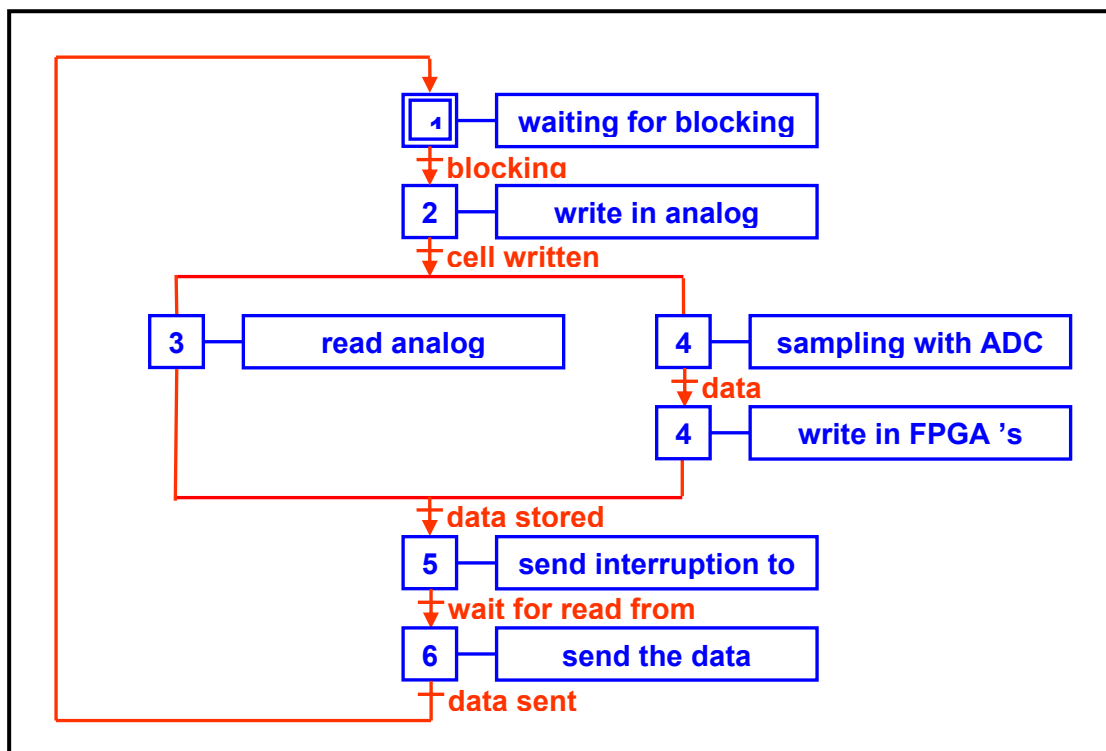 1 waiting for blocking
blocking
2 write in analog
cell written
3 read analog 4 sampling with ADC
data
4 write in FPGA 's
data stored
5 send interruption to
wait for read from
6 send the data
data sent